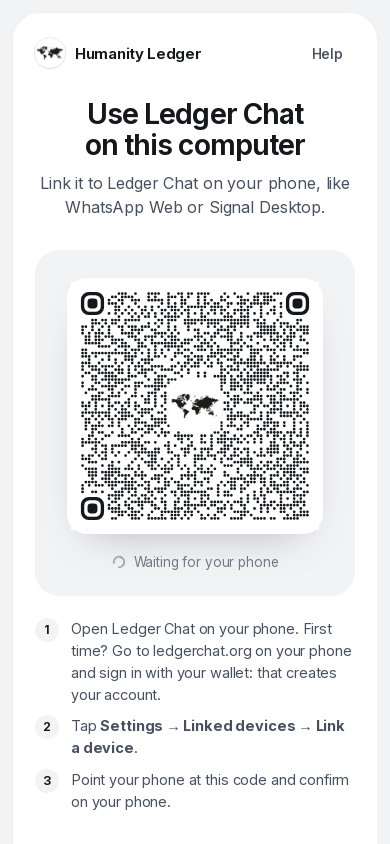 Humanity Ledger
Help
Use Ledger Chat
on this computer
Link it to Ledger Chat on your phone, like
WhatsApp Web or Signal Desktop.
Waiting for your phone
1 Open Ledger Chat on your phone. First
time? Go to ledgerchat.org on your phone
and sign in with your wallet: that creates
your account.
2 Tap Settings → Linked devices → Link
a device.
3 Point your phone at this code and confirm
on your phone.